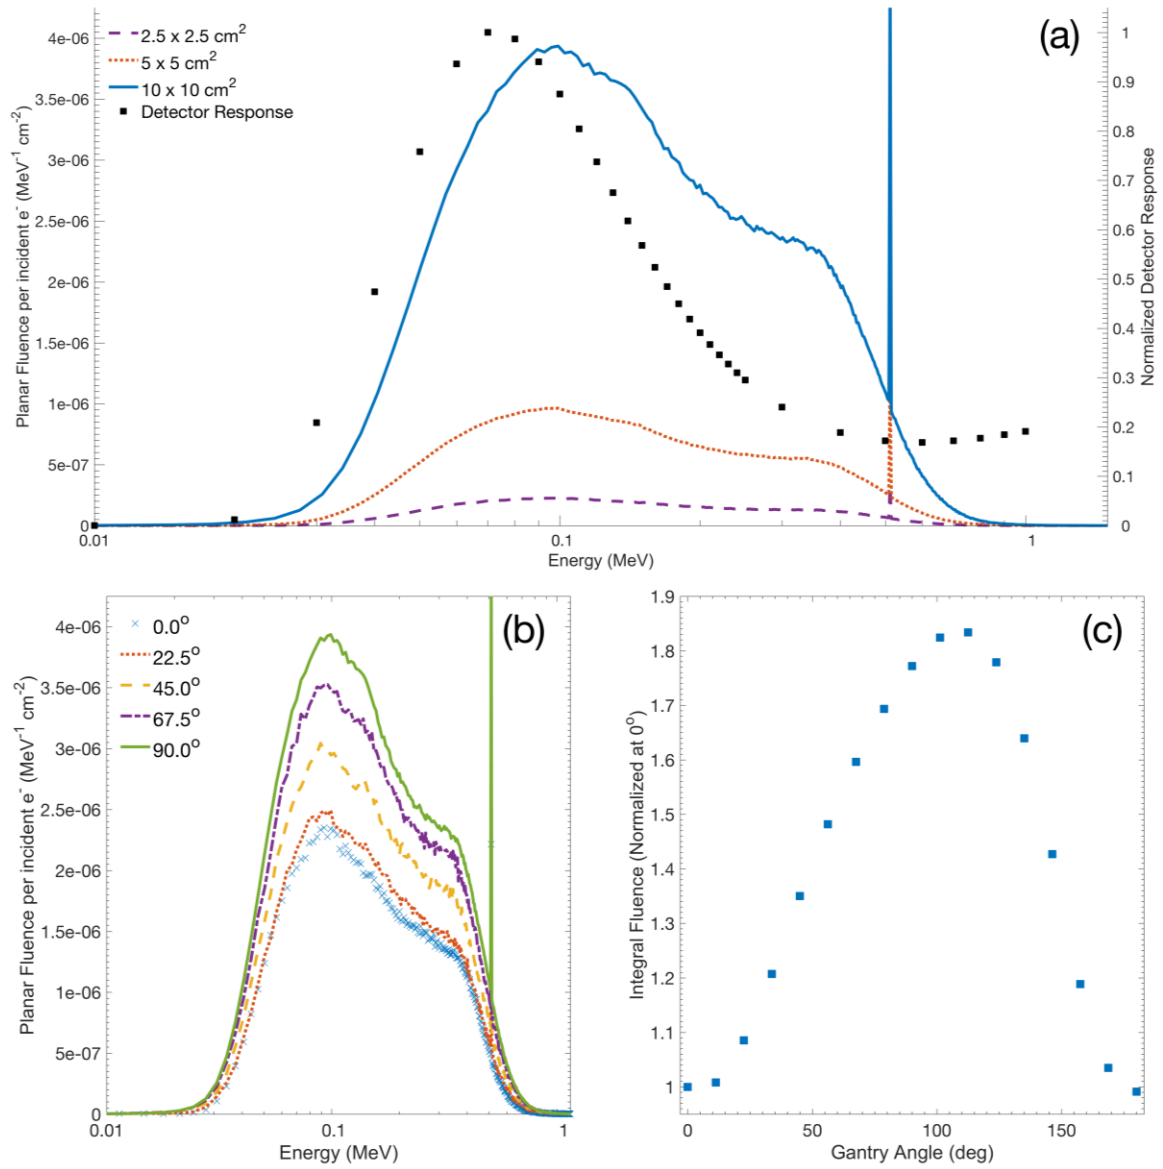 (a)
2.5 x 2.5 cm²
5 x 5 cm²
10 x 10 cm²
Detector Response
4e-06
3.5e-06
3e-06
2.5e-06
2e-06
1.5e-06
1e-06
5e-07
0
Planar Fluence per incident e⁻ (MeV⁻¹ cm⁻²)
1
0.9
0.8
0.7
0.6
0.5
0.4
0.3
0.2
0.1
0
Normalized Detector Response
0.01 0.1 1
Energy (MeV)
(b)
0.0°
22.5°
45.0°
67.5°
90.0°
4e-06
3.5e-06
3e-06
2.5e-06
2e-06
1.5e-06
1e-06
5e-07
0
Planar Fluence per incident e⁻ (MeV⁻¹ cm⁻²)
0.01 0.1 1
Energy (MeV)
(c)
1.9
1.8
1.7
1.6
1.5
1.4
1.3
1.2
1.1
1
Integral Fluence (Normalized at 0°)
0 50 100 150
Gantry Angle (deg)